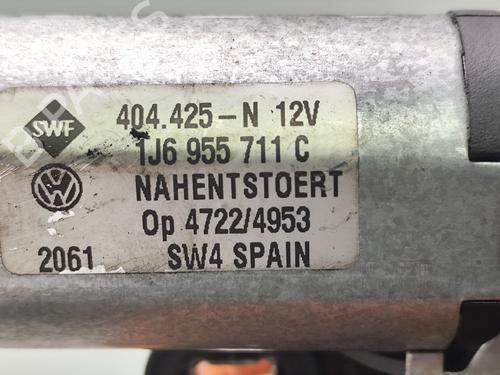 SWF 404.425-N 12V
1J6 955 711 C
NAHENTSTOERT
Op 4722/4953
2061 SW4 SPAIN